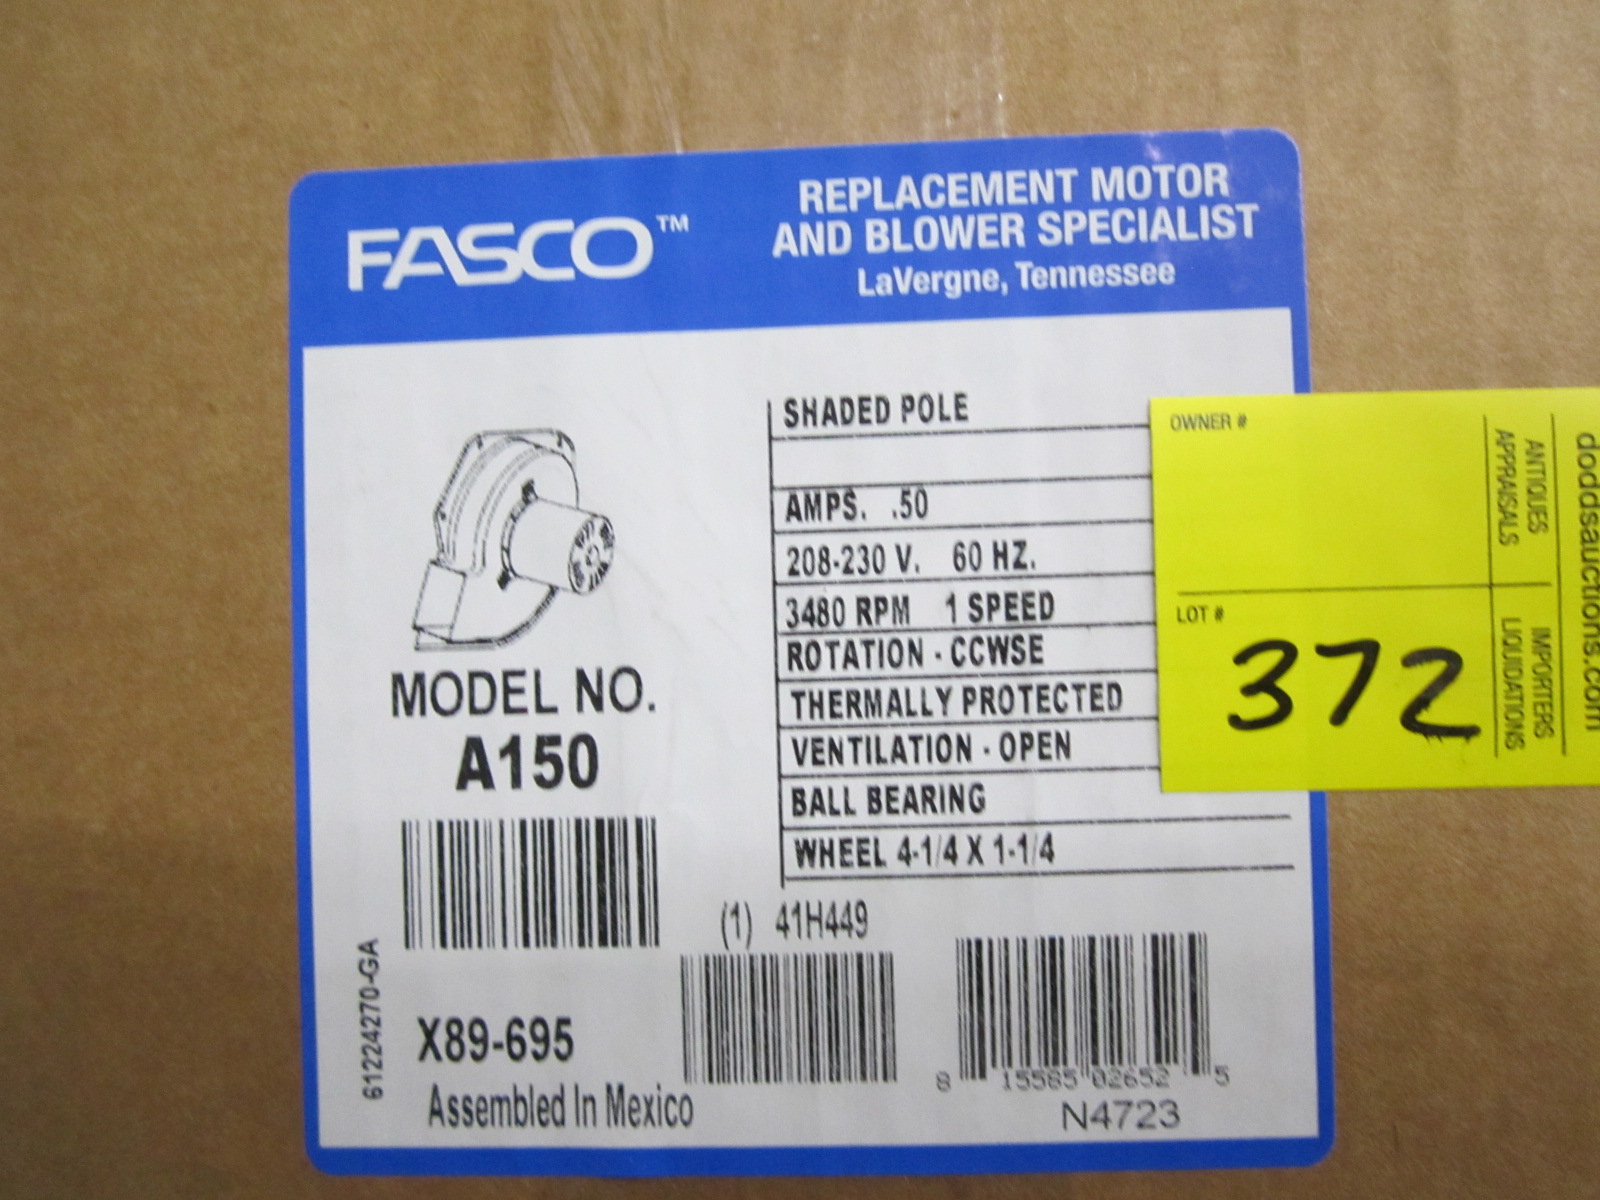 FASCO™
REPLACEMENT MOTOR
AND BLOWER SPECIALIST
LaVergne, Tennessee
SHADED POLE
AMPS. .50
208-230 V. 60 HZ.
3480 RPM 1 SPEED
ROTATION - CCWSE
THERMALLY PROTECTED
VENTILATION - OPEN
BALL BEARING
WHEEL 4-1/4 X 1-1/4
MODEL NO.
A150
(1) 41H449
612224270-GA
X89-695
Assembled In Mexico
8 15565 02652 5
N4723
OWNER #
LOT #
372
ANTIQUES
APPRAISALS
IMPORTERS
LIQUIDATIONS
doddsauctions.com